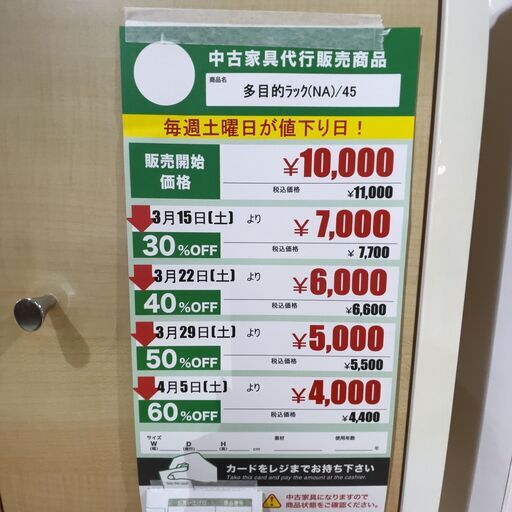 中古家具代行販売商品
商品名
多目的ラック(NA)/45
毎週土曜日が値下り日！
販売開始
価格
¥10,000
税込価格 ¥11,000
3月15日(土) より
30%OFF
¥7,000
税込価格 ¥7,700
3月22日(土) より
40%OFF
¥6,000
税込価格 ¥6,600
3月29日(土) より
50%OFF
¥5,000
税込価格 ¥5,500
4月5日(土) より
60%OFF
¥4,000
税込価格 ¥4,400
サイズ 素材 使用年数
W D H
(幅) (奥行) (高) cm 年
カードをレジまでお持ち下さい
Take this card and pay the amount at the cashier.
中古家具になりますので
商品状態をご確認ください。